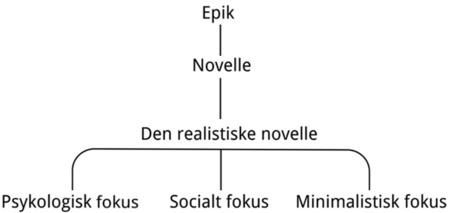 Epik
Novelle
Den realistiske novelle
Psykologisk fokus Socialt fokus Minimalistisk fokus